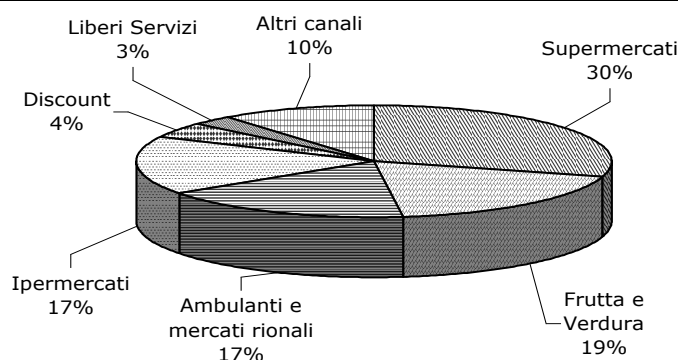 Liberi Servizi
3%
Altri canali
10%
Supermercati
30%
Discount
4%
Ipermercati
17%
Ambulanti e
mercati rionali
17%
Frutta e
Verdura
19%